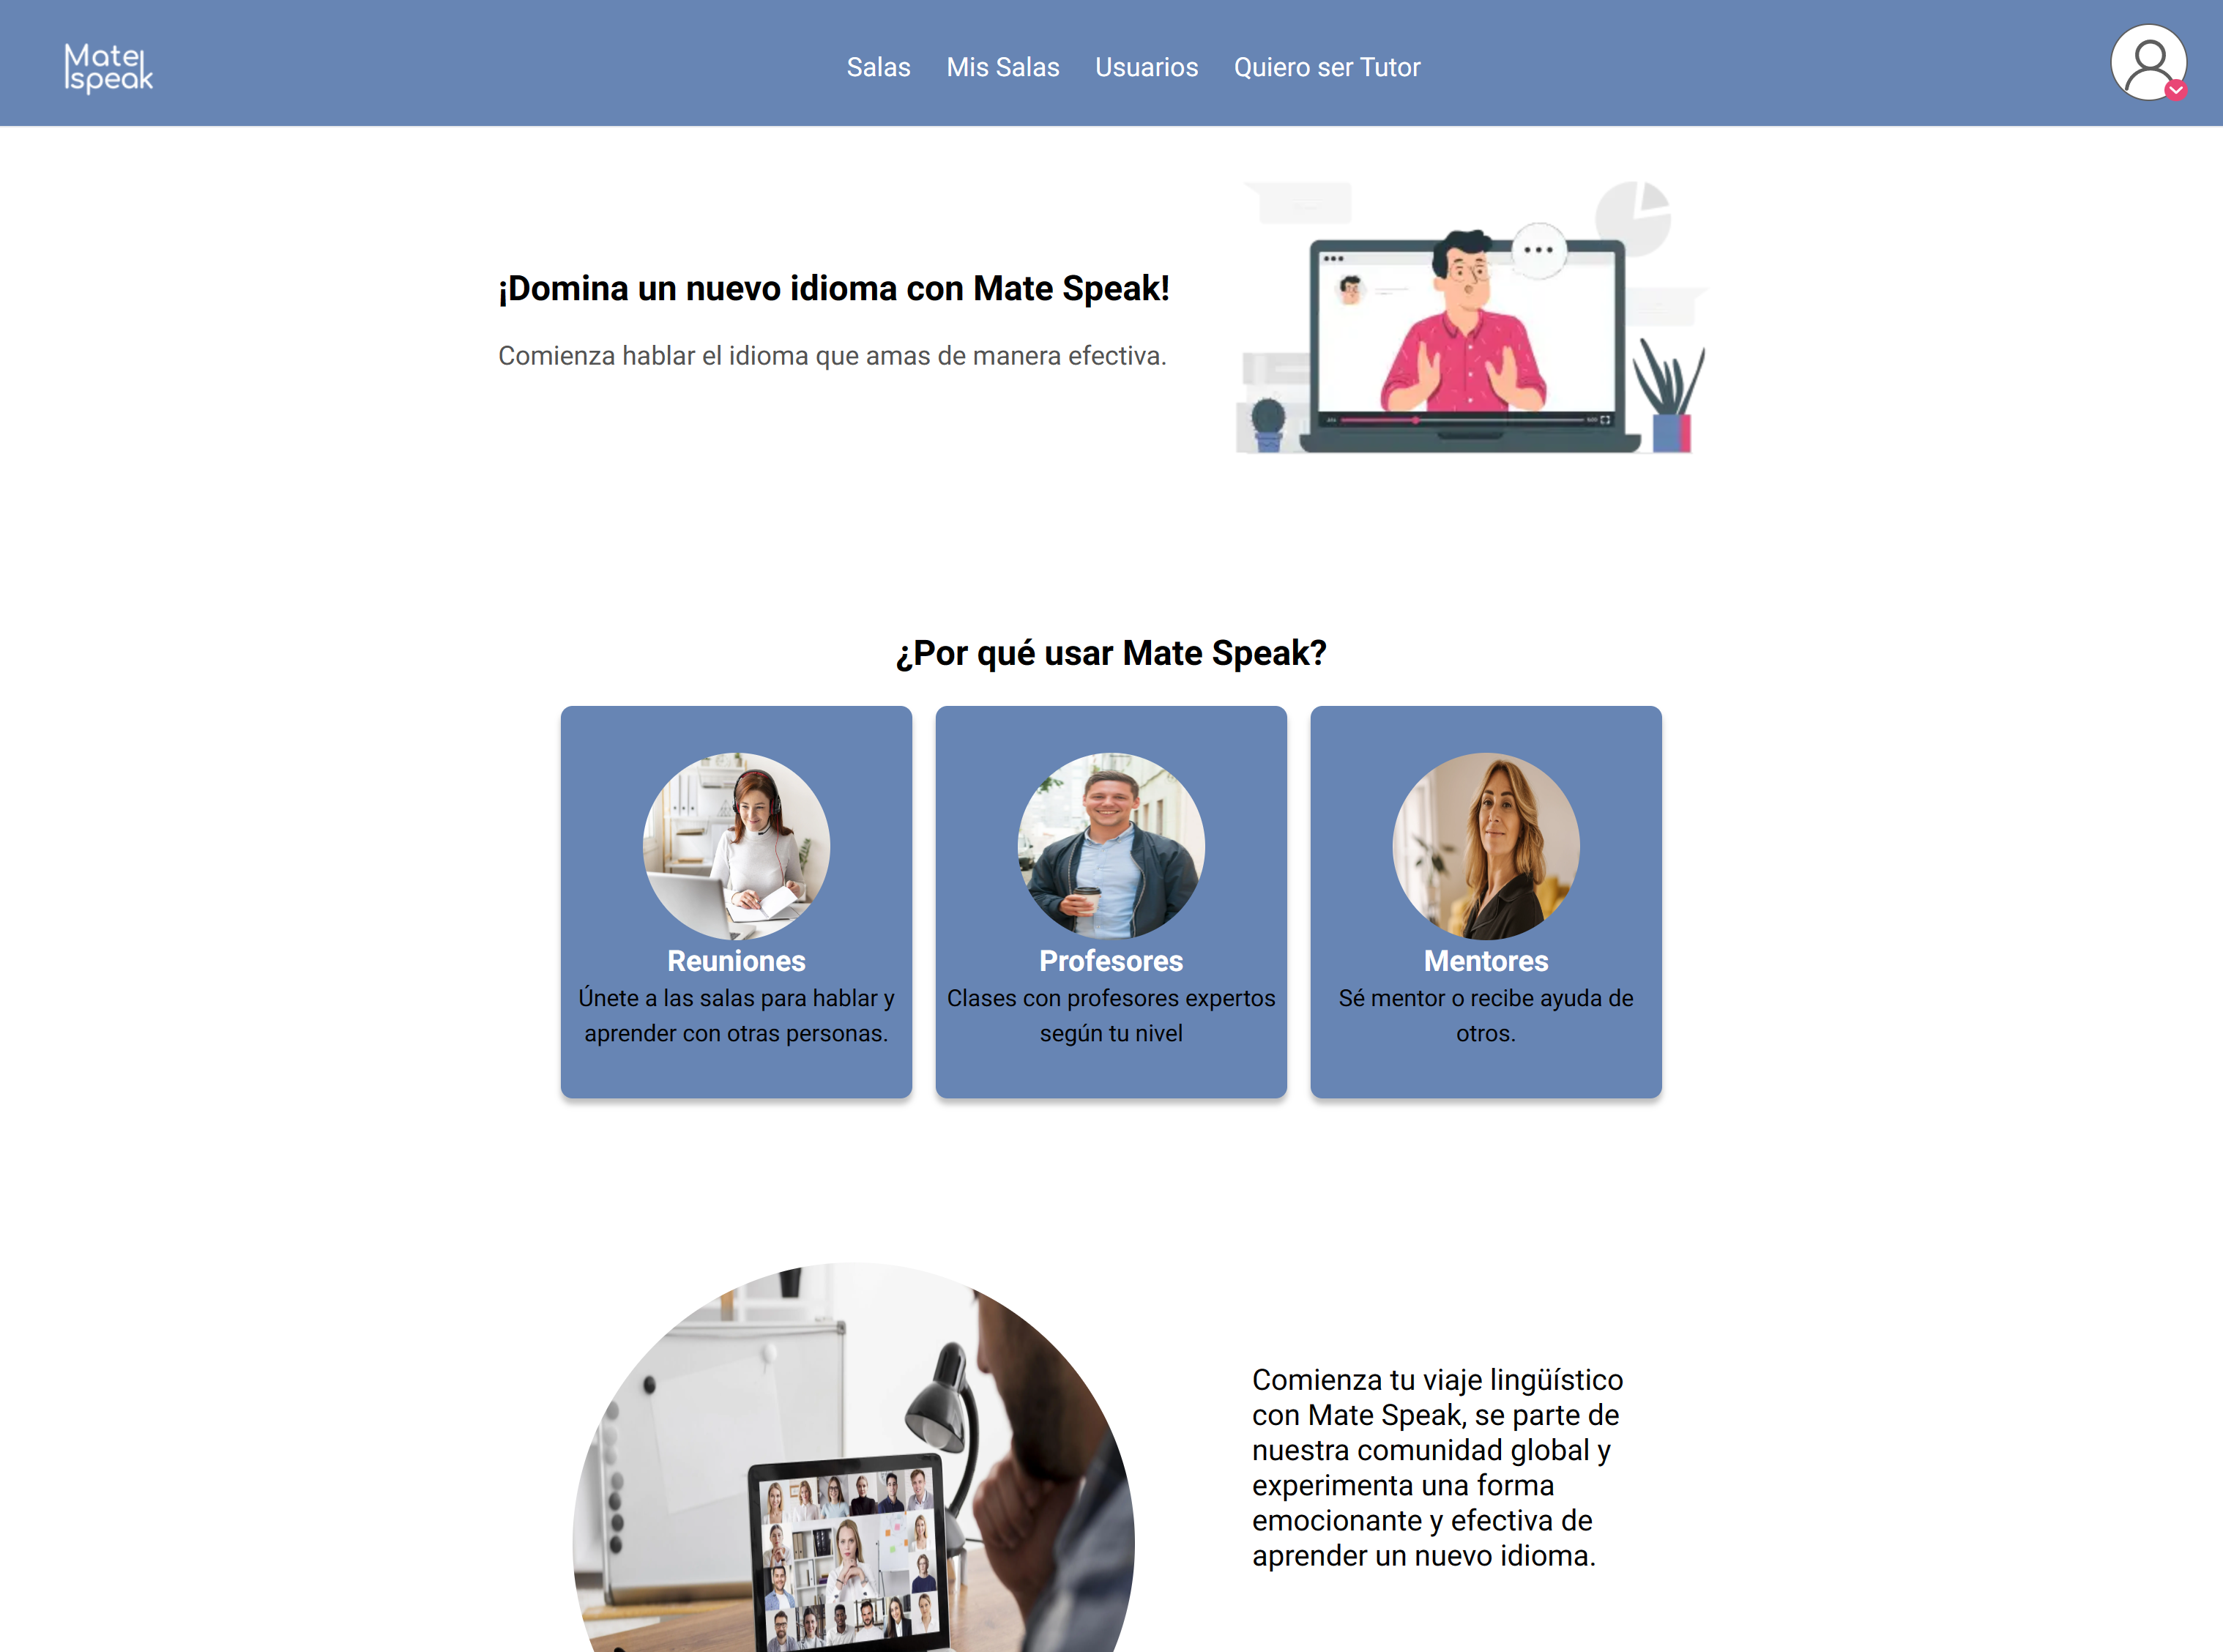 Mate
speak
Salas
Mis Salas
Usuarios
Quiero ser Tutor
¡Domina un nuevo idioma con Mate Speak!
Comienza hablar el idioma que amas de manera efectiva.
¿Por qué usar Mate Speak?
Reuniones
Únete a las salas para hablar y
aprender con otras personas.
Profesores
Clases con profesores expertos
según tu nivel
Mentores
Sé mentor o recibe ayuda de
otros.
Comienza tu viaje lingüístico
con Mate Speak, se parte de
nuestra comunidad global y
experimenta una forma
emocionante y efectiva de
aprender un nuevo idioma.